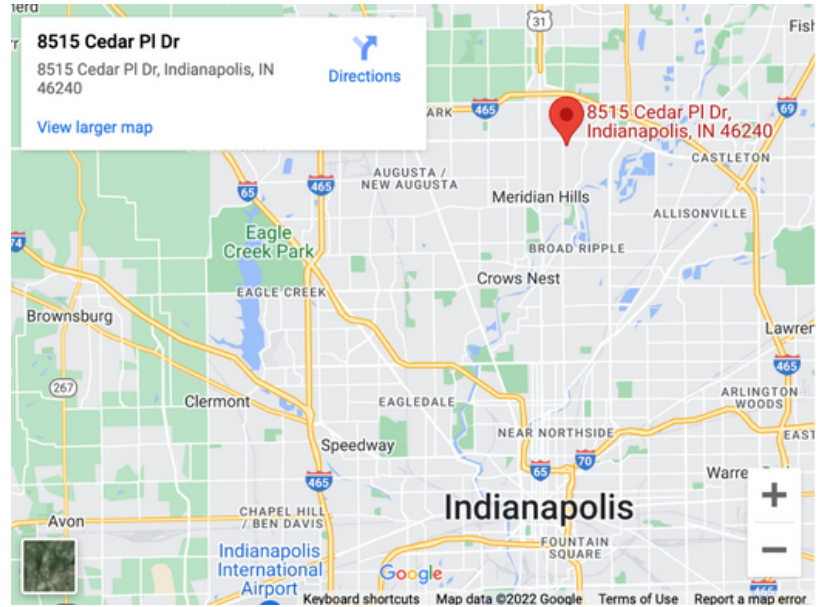 8515 Cedar Pl Dr
8515 Cedar Pl Dr, Indianapolis, IN
46240
Directions
View larger map
31
465
ARK
8515 Cedar Pl Dr,
Indianapolis, IN 46240
69
CASTLETON
AUGUSTA /
NEW AUGUSTA
65
465
Meridian Hills
ALLISONVILLE
74
Eagle
Creek Park
BROAD RIPPLE
Crows Nest
EAGLE CREEK
Brownsburg
Lawren
465
267
Clermont
EAGLEDALE
ARLINGTON
WOODS
NEAR NORTHSIDE
EAST
Speedway
65
70
Warre
465
Indianapolis
CHAPEL HILL
/ BEN DAVIS
Avon
FOUNTAIN
SQUARE
Indianapolis
International
Airport
Google
Keyboard shortcuts
Map data ©2022 Google
Terms of Use
Report a map error